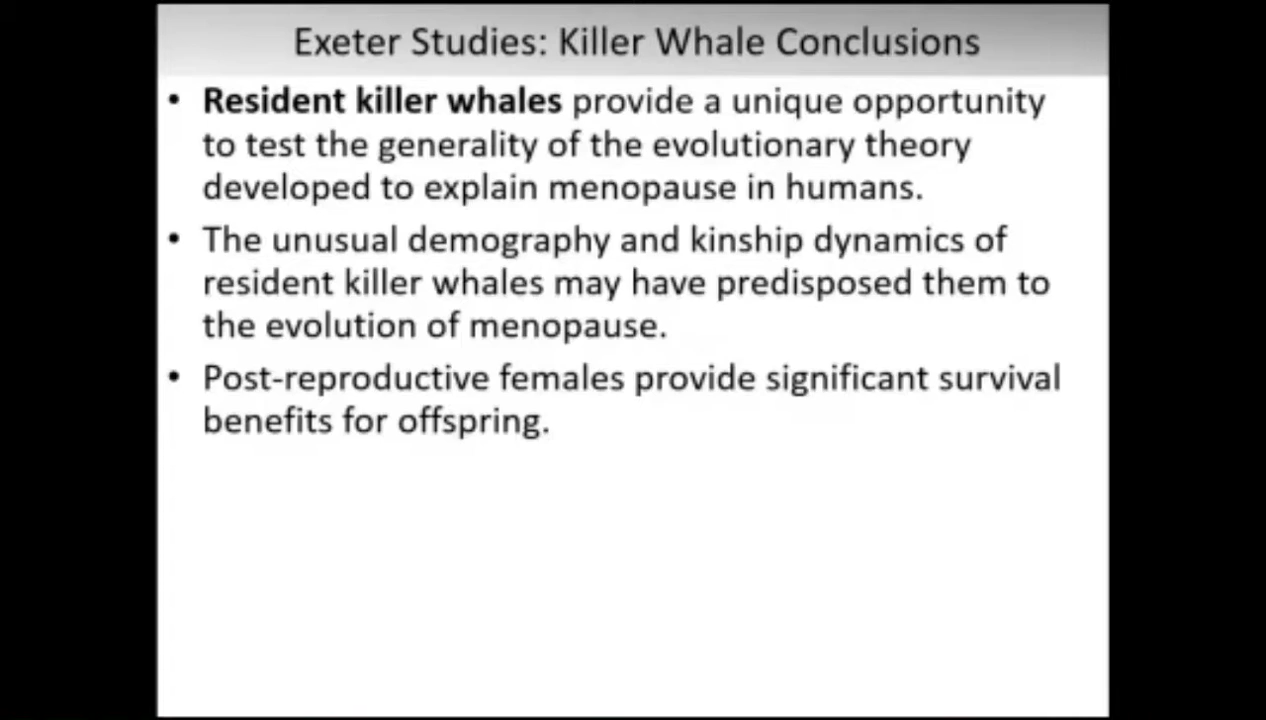 Exeter Studies: Killer Whale Conclusions
• Resident killer whales provide a unique opportunity
to test the generality of the evolutionary theory
developed to explain menopause in humans.
• The unusual demography and kinship dynamics of
resident killer whales may have predisposed them to
the evolution of menopause.
• Post-reproductive females provide significant survival
benefits for offspring.